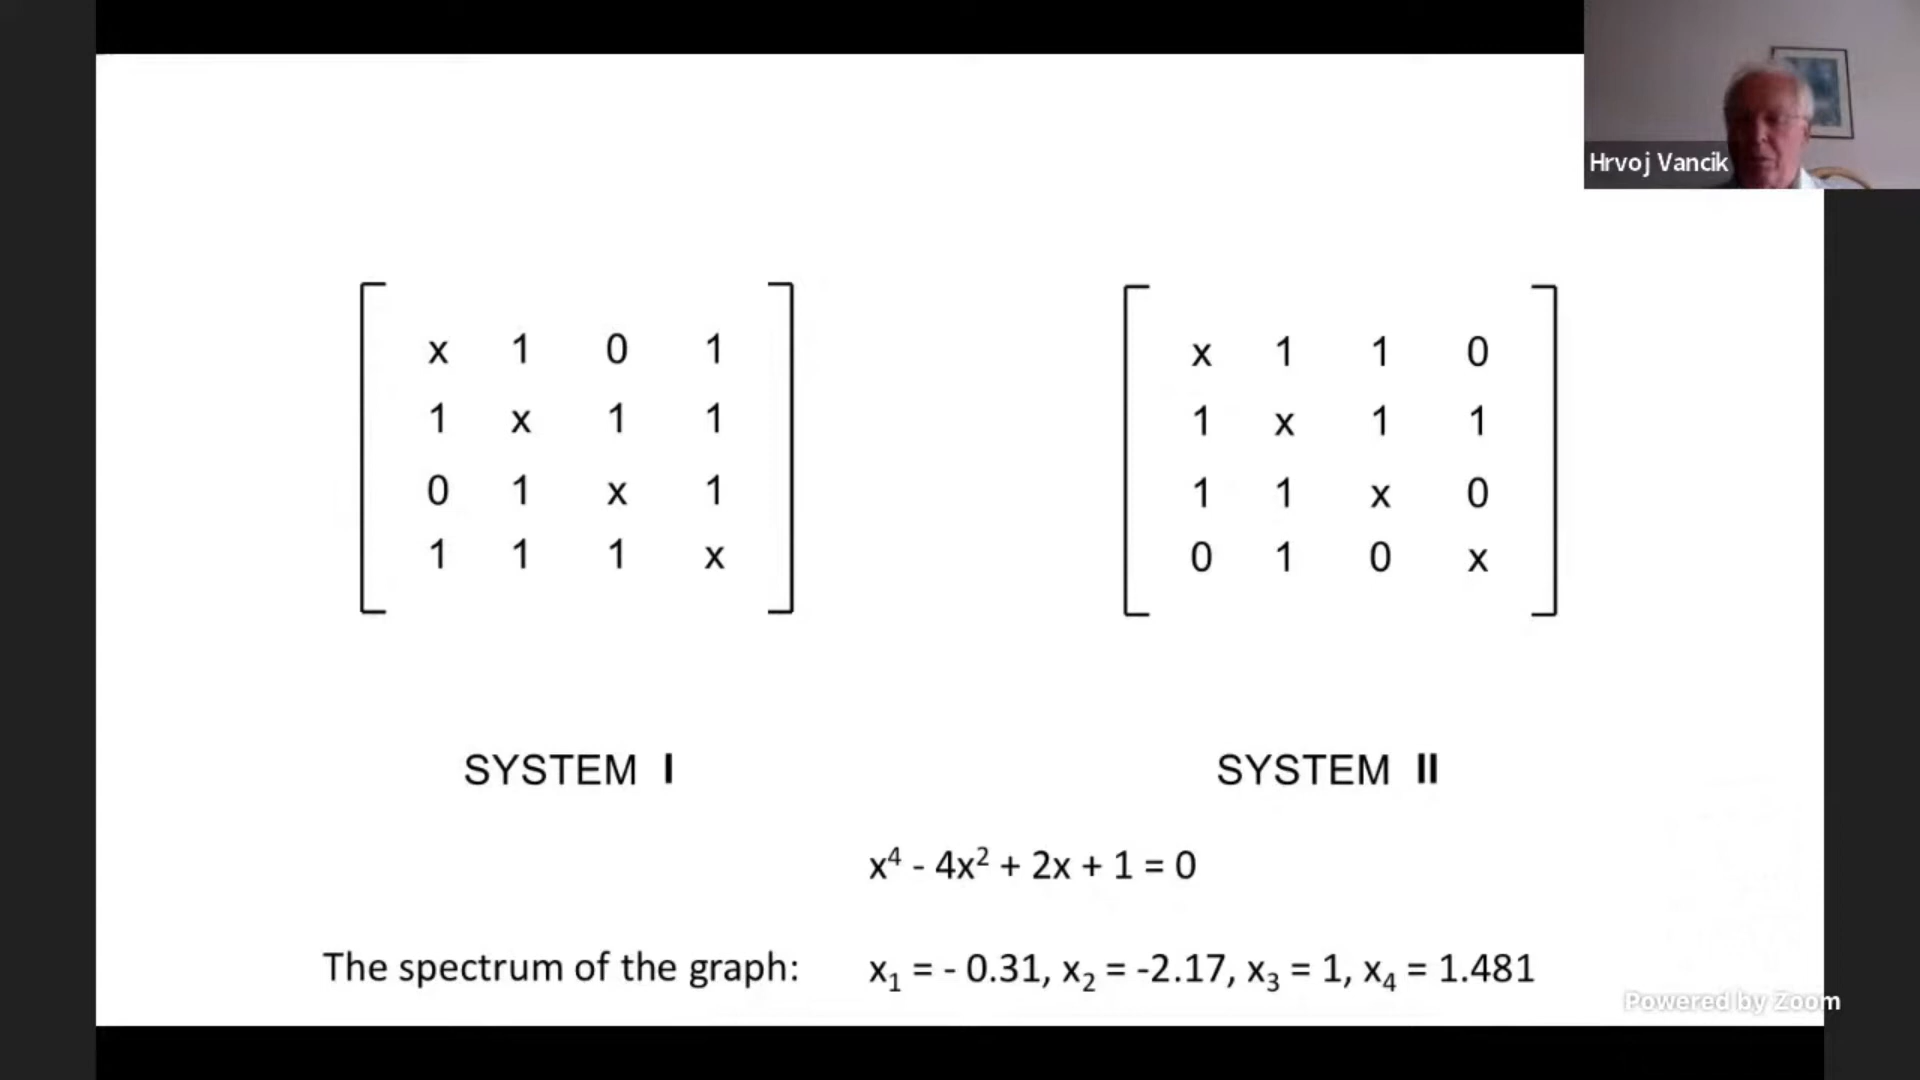 Hrvoj Vancik
x 1 0 1
1 x 1 1
0 1 x 1
1 1 1 x
x 1 1 0
1 x 1 1
1 1 x 0
0 1 0 x
SYSTEM I
SYSTEM II
x⁴ - 4x² + 2x + 1 = 0
The spectrum of the graph: x₁ = - 0.31, x₂ = -2.17, x₃ = 1, x₄ = 1.481
Powered by Zoom